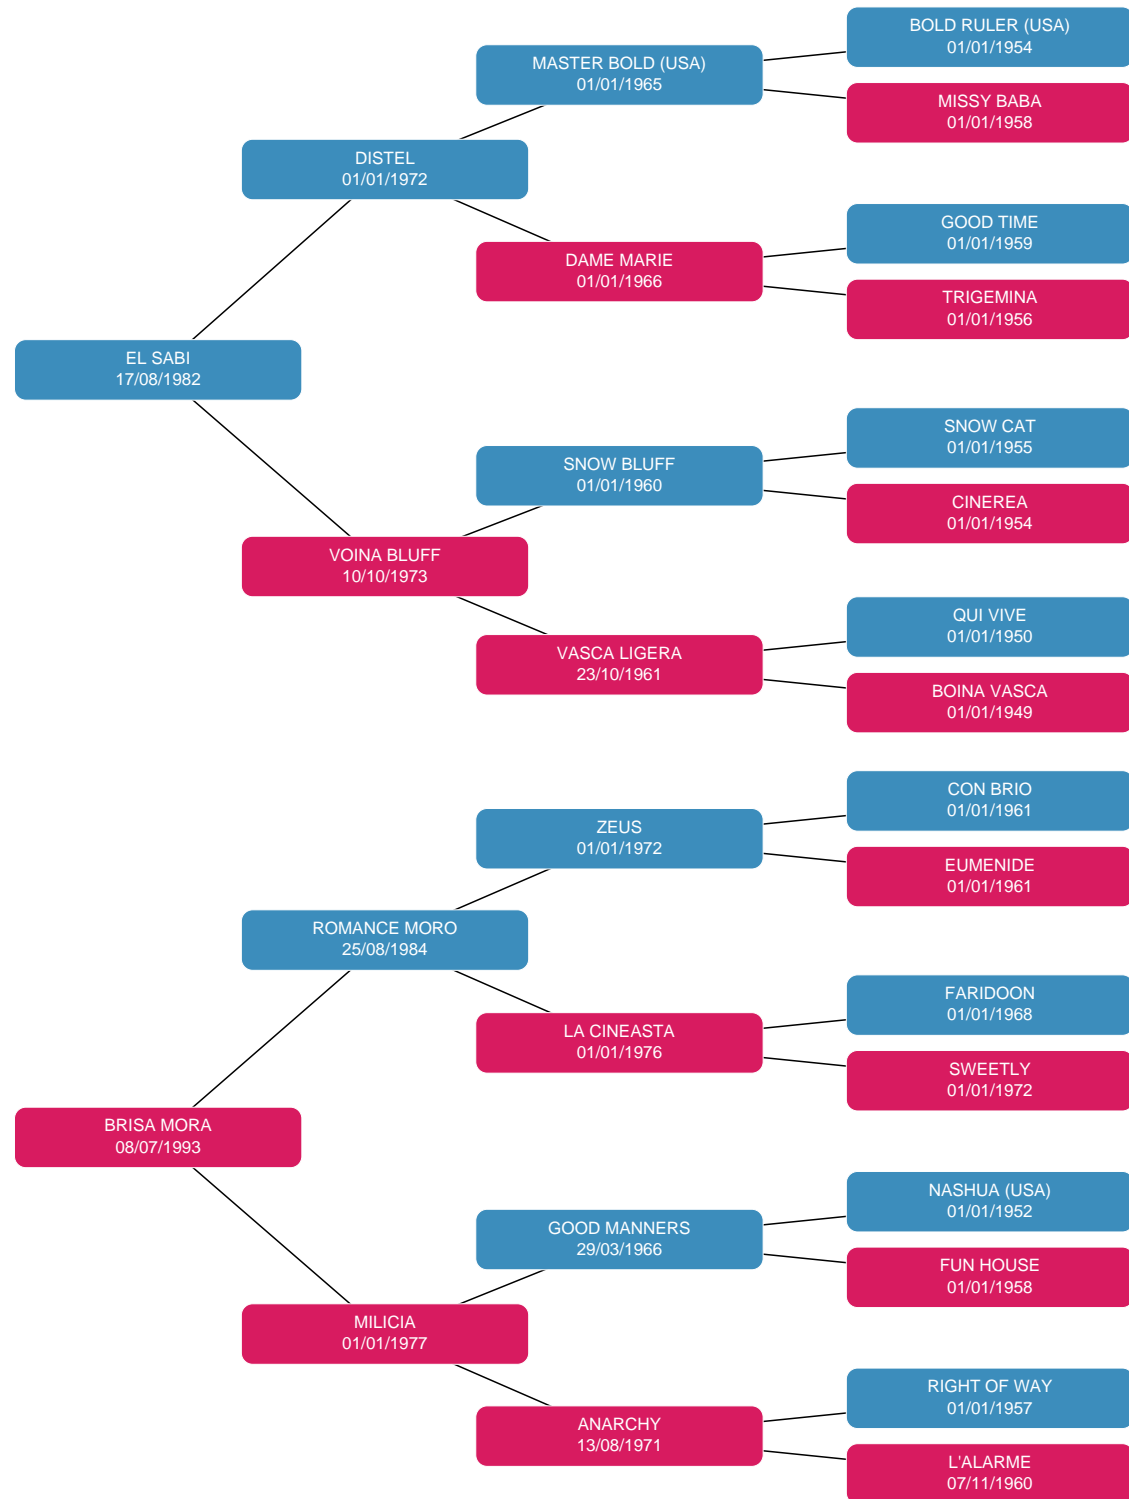 BOLD RULER (USA)
01/01/1954
MASTER BOLD (USA)
01/01/1965
MISSY BABA
01/01/1958
DISTEL
01/01/1972
GOOD TIME
01/01/1959
DAME MARIE
01/01/1966
TRIGEMINA
01/01/1956
EL SABI
17/08/1982
SNOW CAT
01/01/1955
SNOW BLUFF
01/01/1960
CINEREA
01/01/1954
VOINA BLUFF
10/10/1973
QUI VIVE
01/01/1950
VASCA LIGERA
23/10/1961
BOINA VASCA
01/01/1949
CON BRIO
01/01/1961
ZEUS
01/01/1972
EUMENIDE
01/01/1961
ROMANCE MORO
25/08/1984
FARIDOON
01/01/1968
LA CINEASTA
01/01/1976
SWEETLY
01/01/1972
BRISA MORA
08/07/1993
NASHUA (USA)
01/01/1952
GOOD MANNERS
29/03/1966
FUN HOUSE
01/01/1958
MILICIA
01/01/1977
RIGHT OF WAY
01/01/1957
ANARCHY
13/08/1971
L'ALARME
07/11/1960